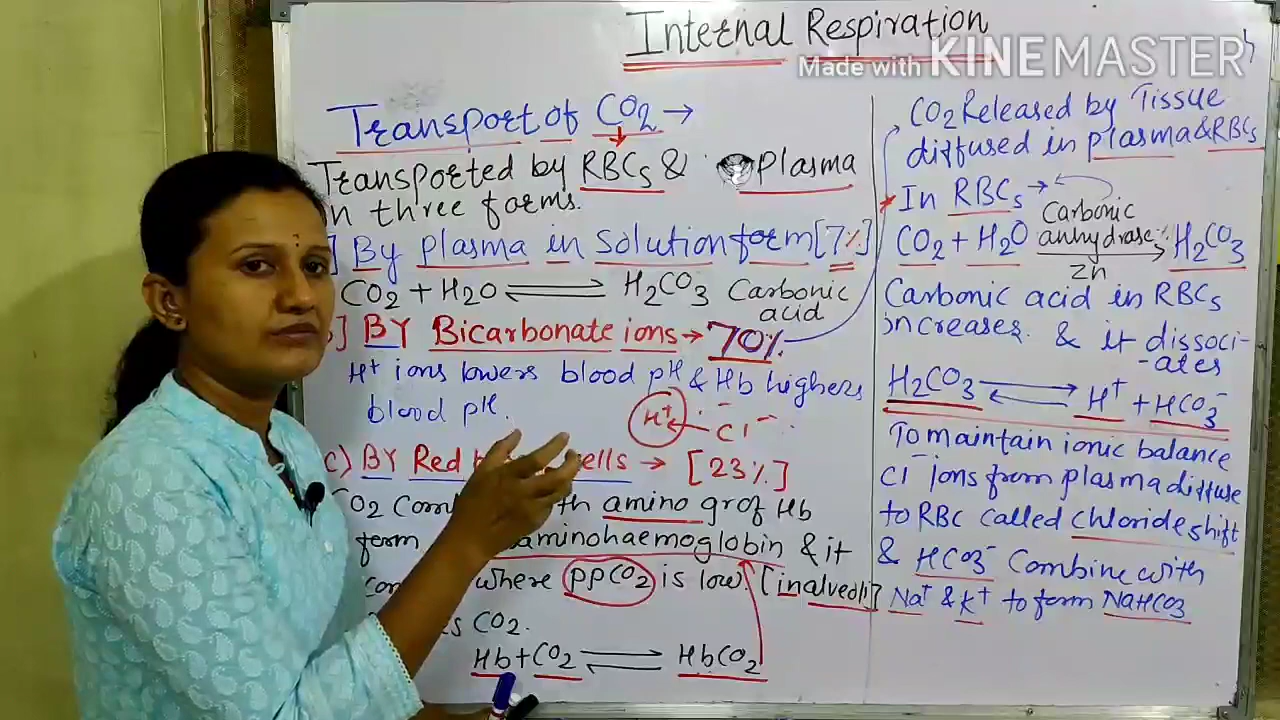 Internal Respiration
Made with KINEMASTER
Transport of CO2 →
Transported by RBCs & Plasma
n three forms.
] By plasma in solution form [7%]
CO2 + H2O ⇌ H2CO3 Carbonic
acid
] BY Bicarbonate ions → 70%
H+ ions lowers blood pH & Hb highers
blood pH.
H+ ← Cl-
c) BY Red cells → [23%]
amino gr of Hb
form aminohaemoglobin & it
where ppCO2 is low. [in alveoli]
CO2.
Hb + CO2 ⇌ HbCO2
CO2 Released by Tissue
diffused in plasma & RBCs
* In RBCs →
CO2 + H2O Carbonic anhydrase → Zn H2CO3
Carbonic acid in RBCs
increases. & it dissoci-
-ates
H2CO3 ⇌ H+ + HCO3-
To maintain ionic balance
Cl- ions from plasma diffuse
to RBC called chloride shift
& HCO3- Combine with
Na+ & K+ to form NaHCO3